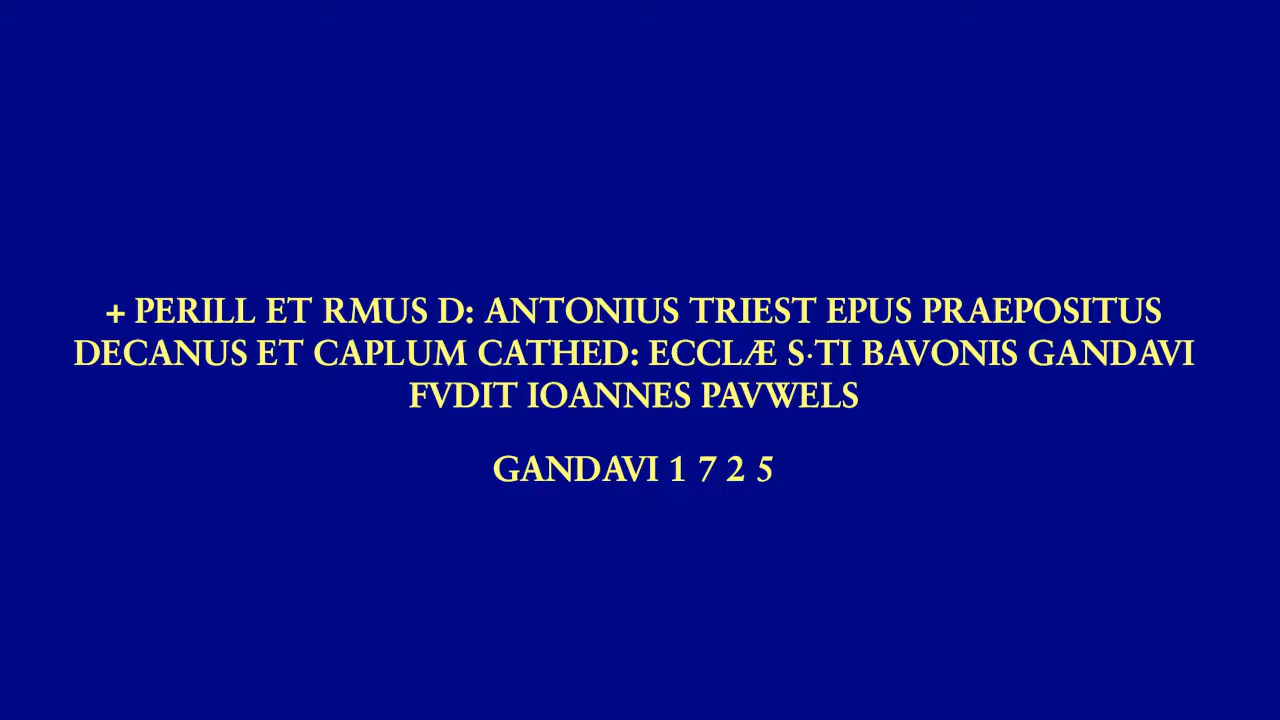 + PERILL ET RMUS D: ANTONIUS TRIEST EPUS PRAEPOSITUS
DECANUS ET CAPLUM CATHED: ECCLÆ S·TI BAVONIS GANDAVI
FVDIT IOANNES PAVWELS
GANDAVI 1 7 2 5